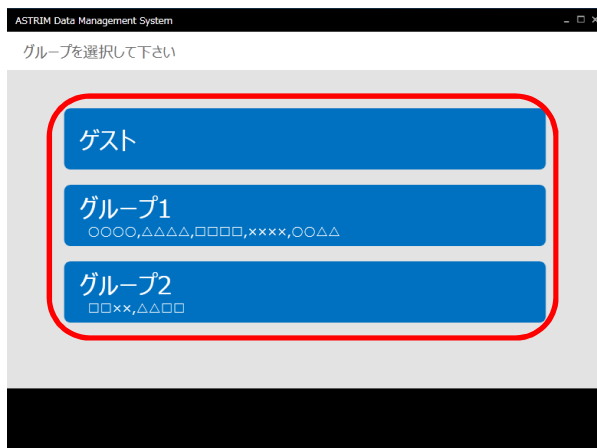 ASTRIM Data Management System
グループを選択して下さい
ゲスト
グループ1
○○○○,△△△△,□□□□,××××,○○△△
グループ2
□□××,△△□□